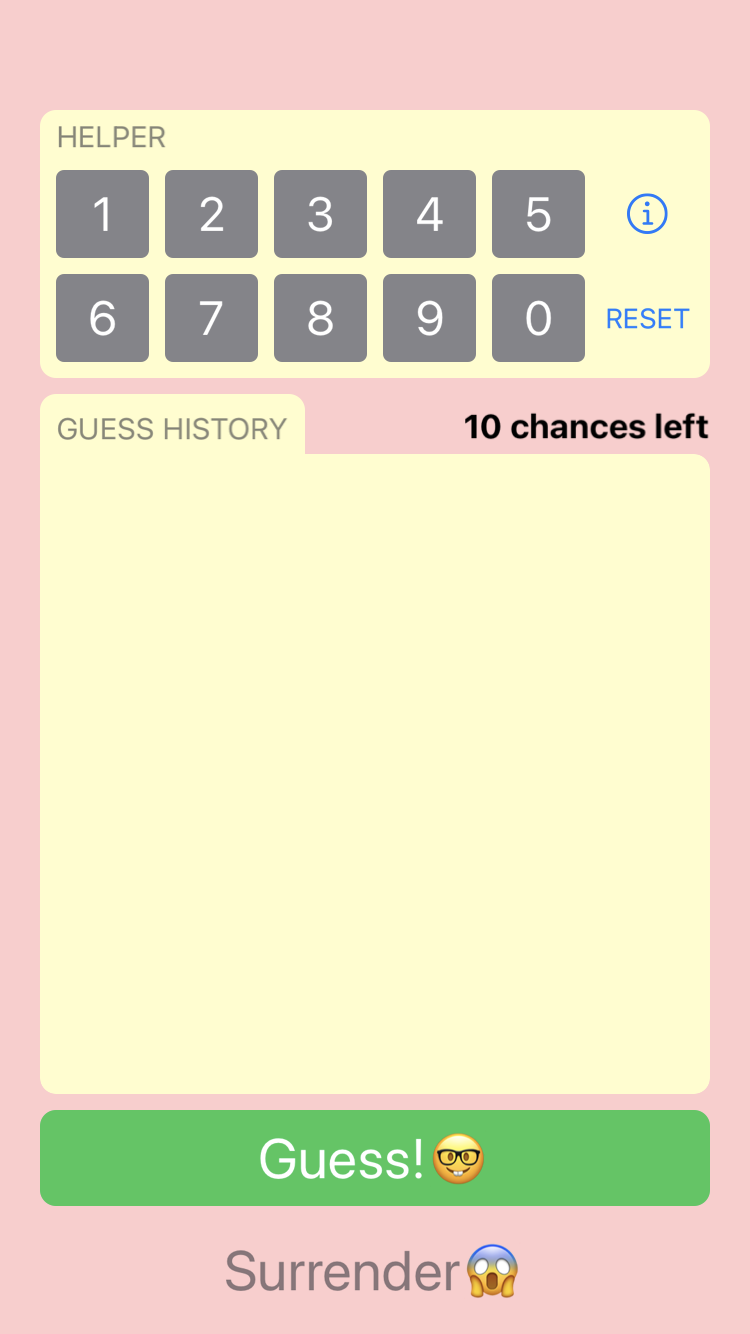 HELPER
1 2 3 4 5
6 7 8 9 0 RESET
GUESS HISTORY 10 chances left
Guess!🤓
Surrender😱